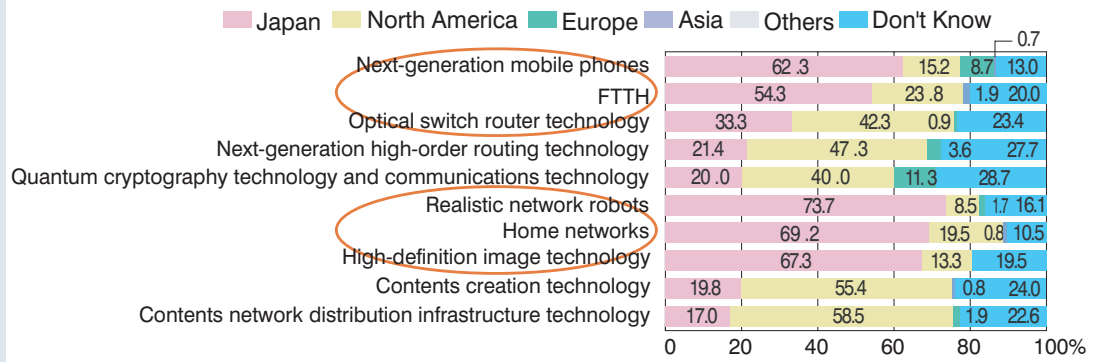 Japan North America Europe Asia Others Don't Know
0.7
Next-generation mobile phones 62 .3 15.2 8.7 13.0
FTTH 54.3 23 .8 1.9 20.0
Optical switch router technology 33.3 42.3 0.9 23.4
Next-generation high-order routing technology 21.4 47 .3 3.6 27.7
Quantum cryptography technology and communications technology 20 .0 40 .0 11.3 28.7
Realistic network robots 73.7 8.5 1.7 16.1
Home networks 69 .2 19.5 0.8 10.5
High-definition image technology 67.3 13.3 19.5
Contents creation technology 19.8 55.4 0.8 24.0
Contents network distribution infrastructure technology 17.0 58.5 1.9 22.6
0 20 40 60 80 100%